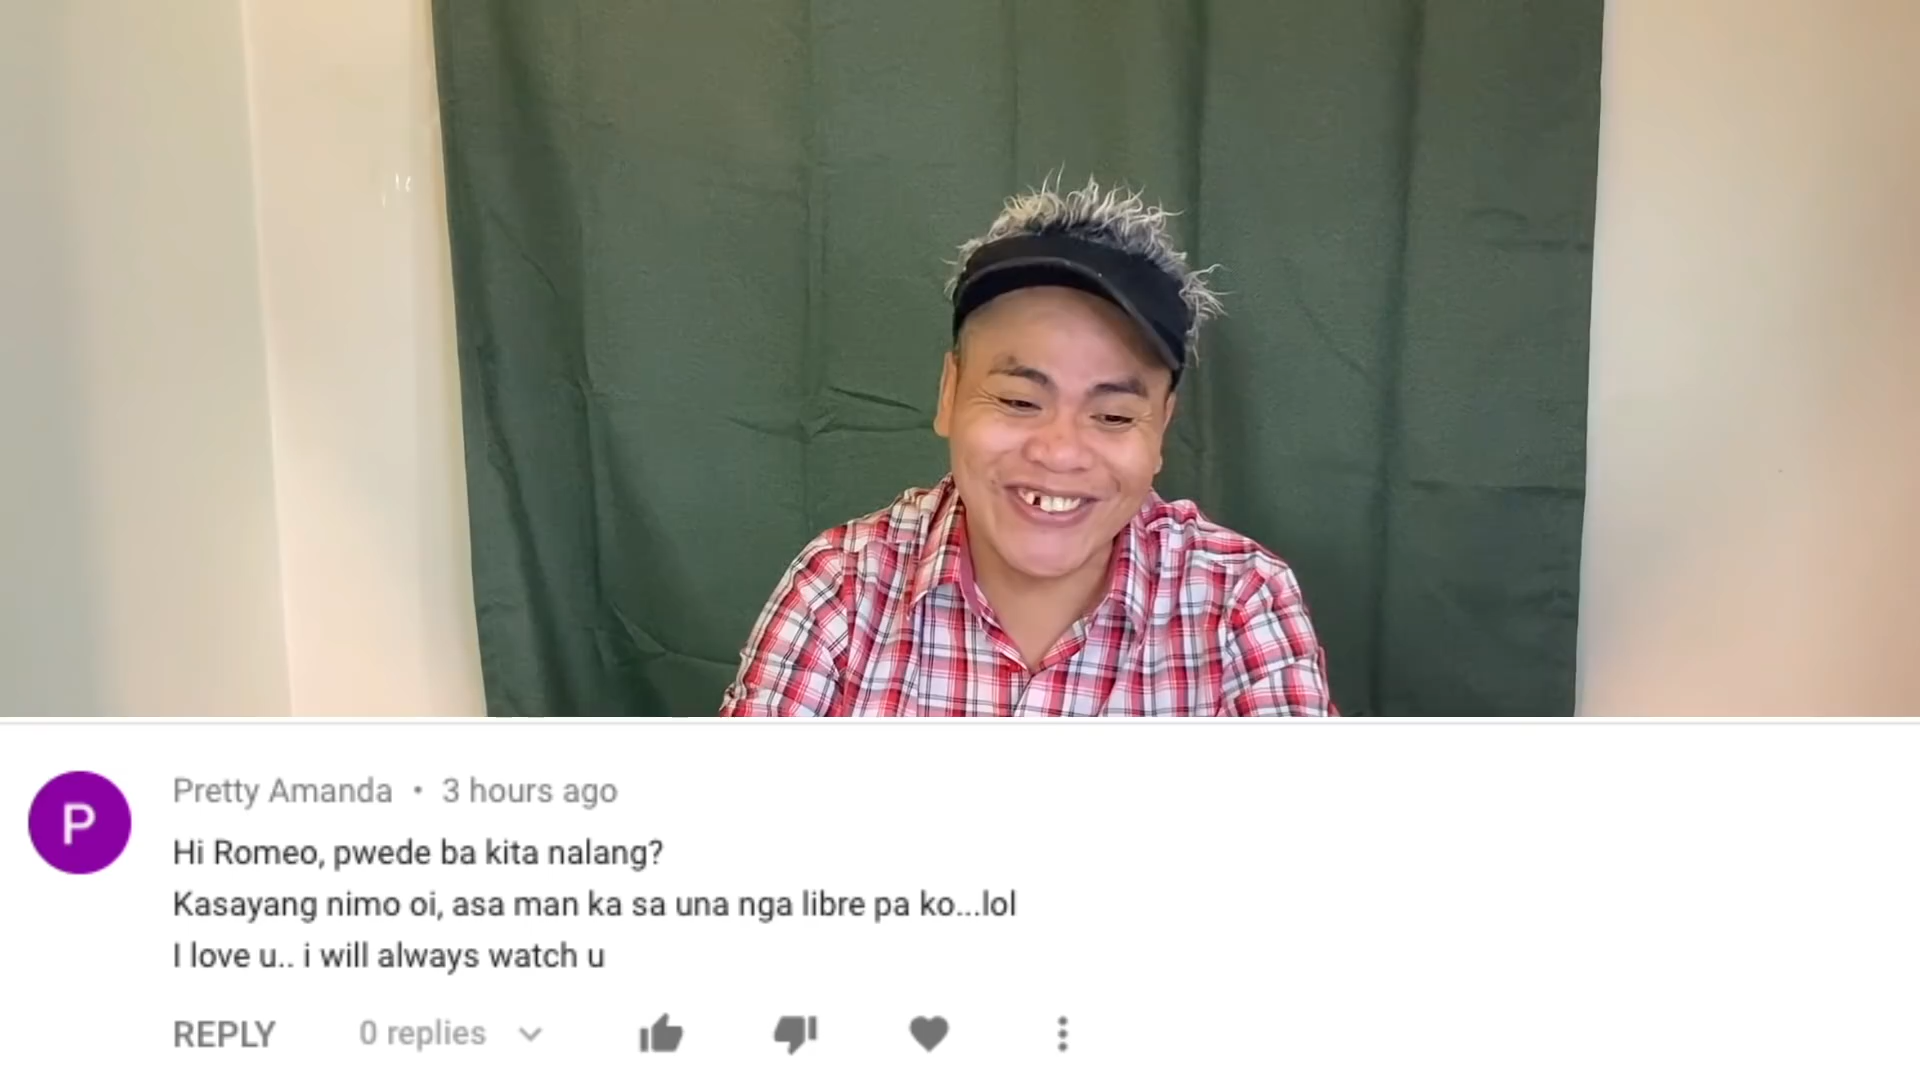 Pretty Amanda • 3 hours ago
P
Hi Romeo, pwede ba kita nalang?
Kasayang nimo oi, asa man ka sa una nga libre pa ko...lol
I love u.. i will always watch u
REPLY 0 replies